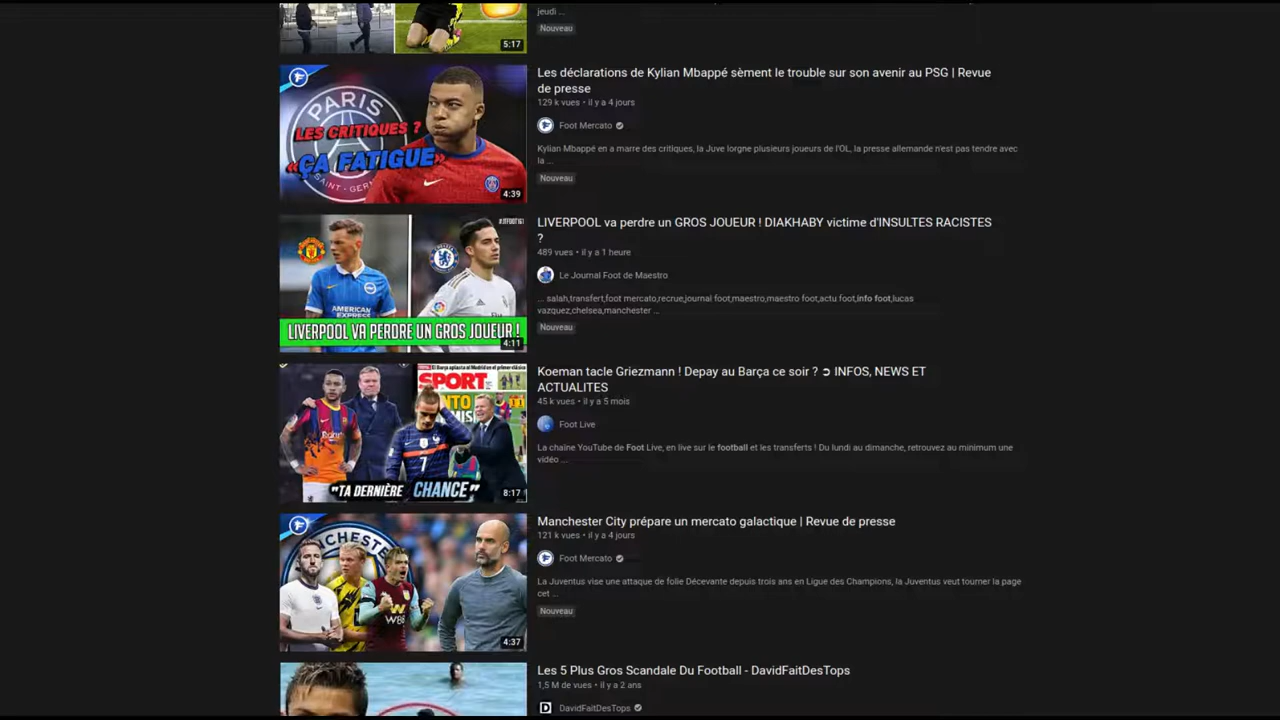 jeudi ...
Nouveau
5:17
PARIS
LES CRITIQUES ?
«ÇA FATIGUE»
4:39
Les déclarations de Kylian Mbappé sèment le trouble sur son avenir au PSG | Revue
de presse
129 k vues • il y a 4 jours
Foot Mercato
Kylian Mbappé en a marre des critiques, la Juve lorgne plusieurs joueurs de l'OL, la presse allemande n'est pas tendre avec
la ...
Nouveau
AMERICAN
EXPRESS
LIVERPOOL VA PERDRE UN GROS JOUEUR !
4:11
LIVERPOOL va perdre un GROS JOUEUR ! DIAKHABY victime d'INSULTES RACISTES
?
489 vues • il y a 1 heure
Le Journal Foot de Maestro
... salah,transfert,foot mercato,recrue,journal foot,maestro,maestro foot,actu foot,info foot,lucas
vazquez,chelsea,manchester ...
Nouveau
SPORT
7
"TA DERNIÈRE CHANCE"
8:17
Koeman tacle Griezmann ! Depay au Barça ce soir ? ➲ INFOS, NEWS ET
ACTUALITES
45 k vues • il y a 5 mois
Foot Live
La chaîne YouTube de Foot Live, en live sur le football et les transferts ! Du lundi au dimanche, retrouvez au minimum une
vidéo ...
NCHESTE
W88
4:37
Manchester City prépare un mercato galactique | Revue de presse
121 k vues • il y a 4 jours
Foot Mercato
La Juventus vise une attaque de folie Décevante depuis trois ans en Ligue des Champions, la Juventus veut tourner la page
cet ...
Nouveau
Les 5 Plus Gros Scandale Du Football - DavidFaitDesTops
1,5 M de vues • il y a 2 ans
DavidFaitDesTops